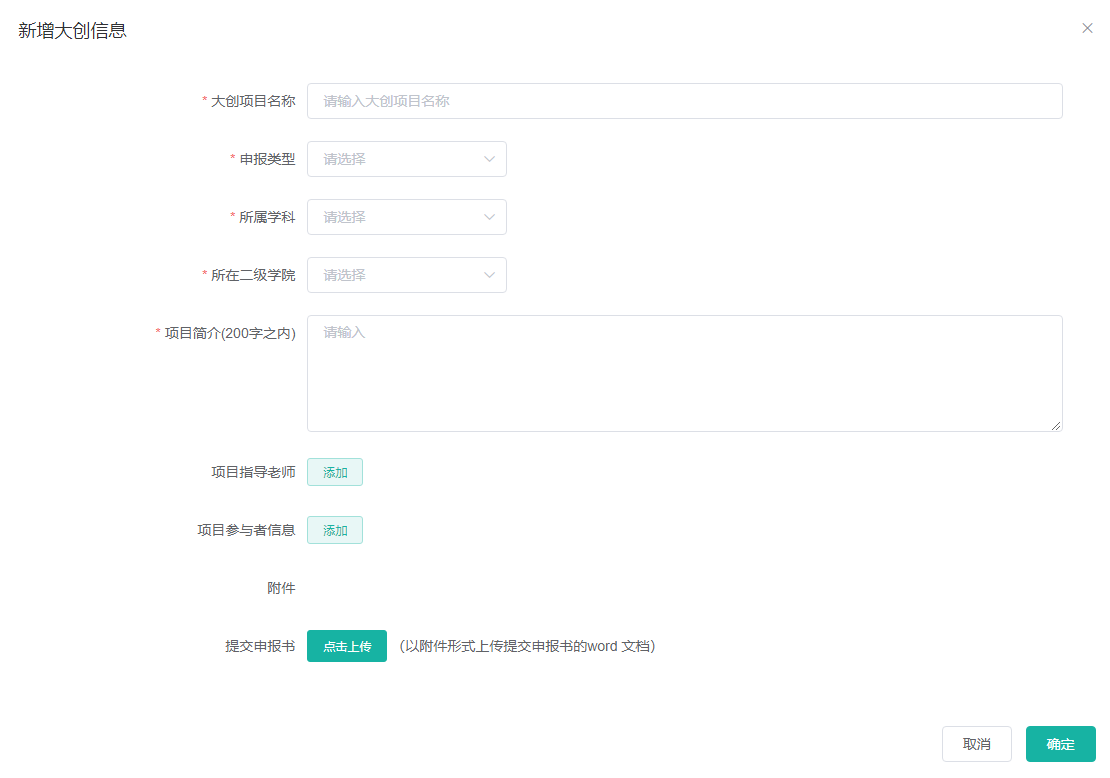 新增大创信息
* 大创项目名称 请输入大创项目名称
* 申报类型 请选择
* 所属学科 请选择
* 所在二级学院 请选择
* 项目简介(200字之内) 请输入
项目指导老师 添加
项目参与者信息 添加
附件
提交申报书 点击上传 (以附件形式上传提交申报书的word 文档)
取消 确定